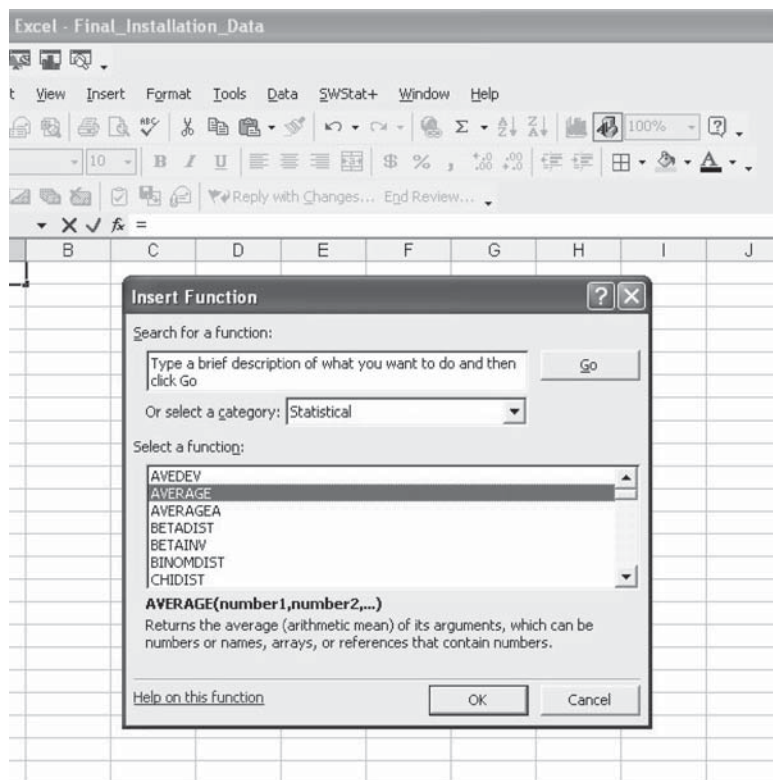 Excel - Final_Installation_Data
t View Insert Format Tools Data SWStat+ Window Help
100%
10 B I U $ % ,
Reply with Changes... End Review...
fx =
B C D E F G H I J
Insert Function
Search for a function:
Type a brief description of what you want to do and then
click Go
Go
Or select a category: Statistical
Select a function:
AVEDEV
AVERAGE
AVERAGEA
BETADIST
BETAINV
BINOMDIST
CHIDIST
AVERAGE(number1,number2,...)
Returns the average (arithmetic mean) of its arguments, which can be
numbers or names, arrays, or references that contain numbers.
Help on this function
OK Cancel